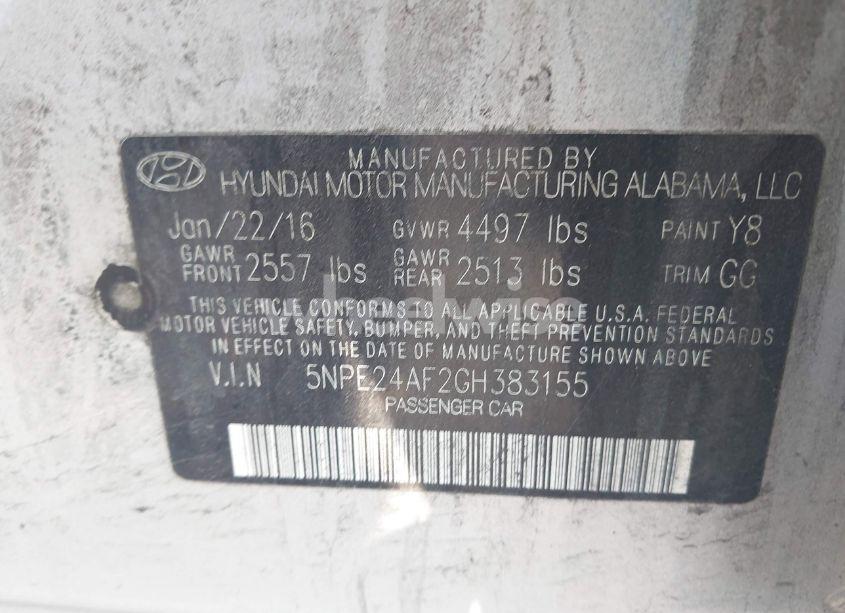 MANUFACTURED BY
HYUNDAI MOTOR MANUFACTURING ALABAMA, LLC
Jan/22/16 GVWR 4497 lbs PAINT Y8
GAWR FRONT 2557 lbs GAWR REAR 2513 lbs TRIM GG
THIS VEHICLE CONFORMS TO ALL APPLICABLE U.S.A. FEDERAL
MOTOR VEHICLE SAFETY, BUMPER, AND THEFT PREVENTION STANDARDS
IN EFFECT ON THE DATE OF MANUFACTURE SHOWN ABOVE
V.I.N 5NPE24AF2GH383155
PASSENGER CAR